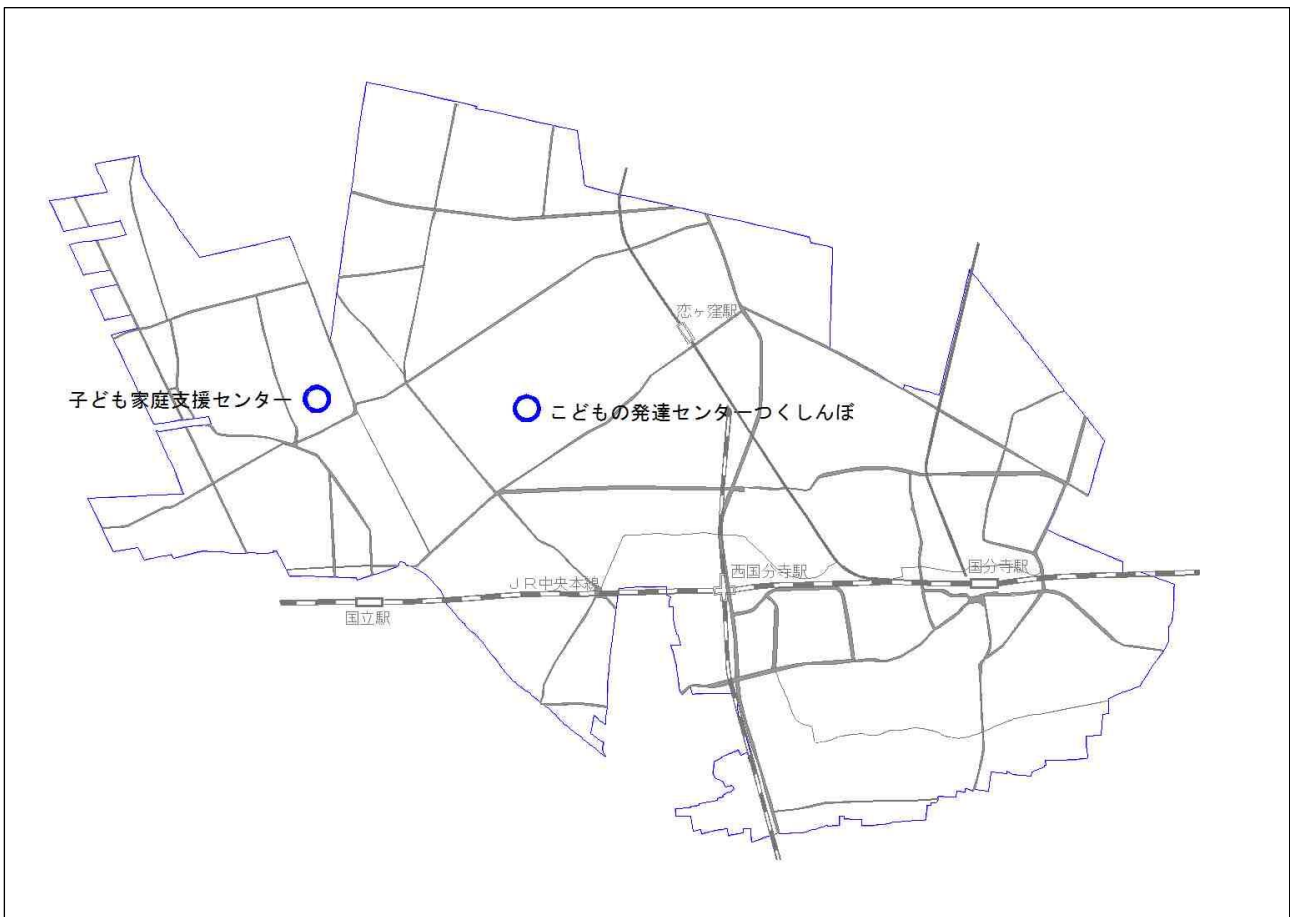 恋ヶ窪駅
子ども家庭支援センター
こどもの発達センターつくしんぼ
西国分寺駅
国分寺駅
JR中央本線
国立駅